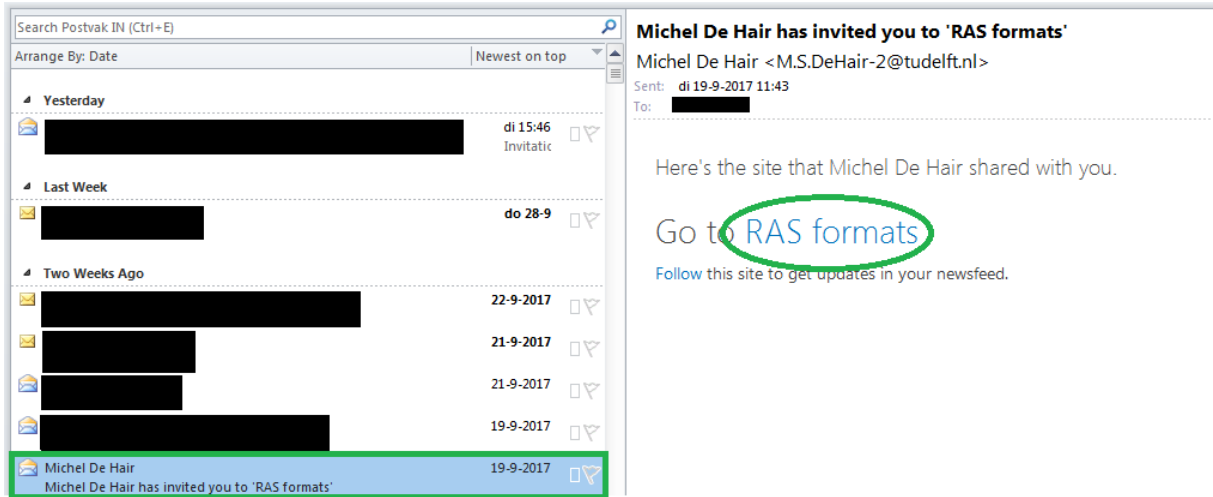 Search Postvak IN (Ctrl+E)
Arrange By: Date Newest on top
Yesterday
di 15:46
Invitatic
Last Week
do 28-9
Two Weeks Ago
22-9-2017
21-9-2017
21-9-2017
19-9-2017
Michel De Hair 19-9-2017
Michel De Hair has invited you to 'RAS formats'
Michel De Hair has invited you to 'RAS formats'
Michel De Hair <M.S.DeHair-2@tudelft.nl>
Sent: di 19-9-2017 11:43
To:
Here's the site that Michel De Hair shared with you.
Go to RAS formats
Follow this site to get updates in your newsfeed.